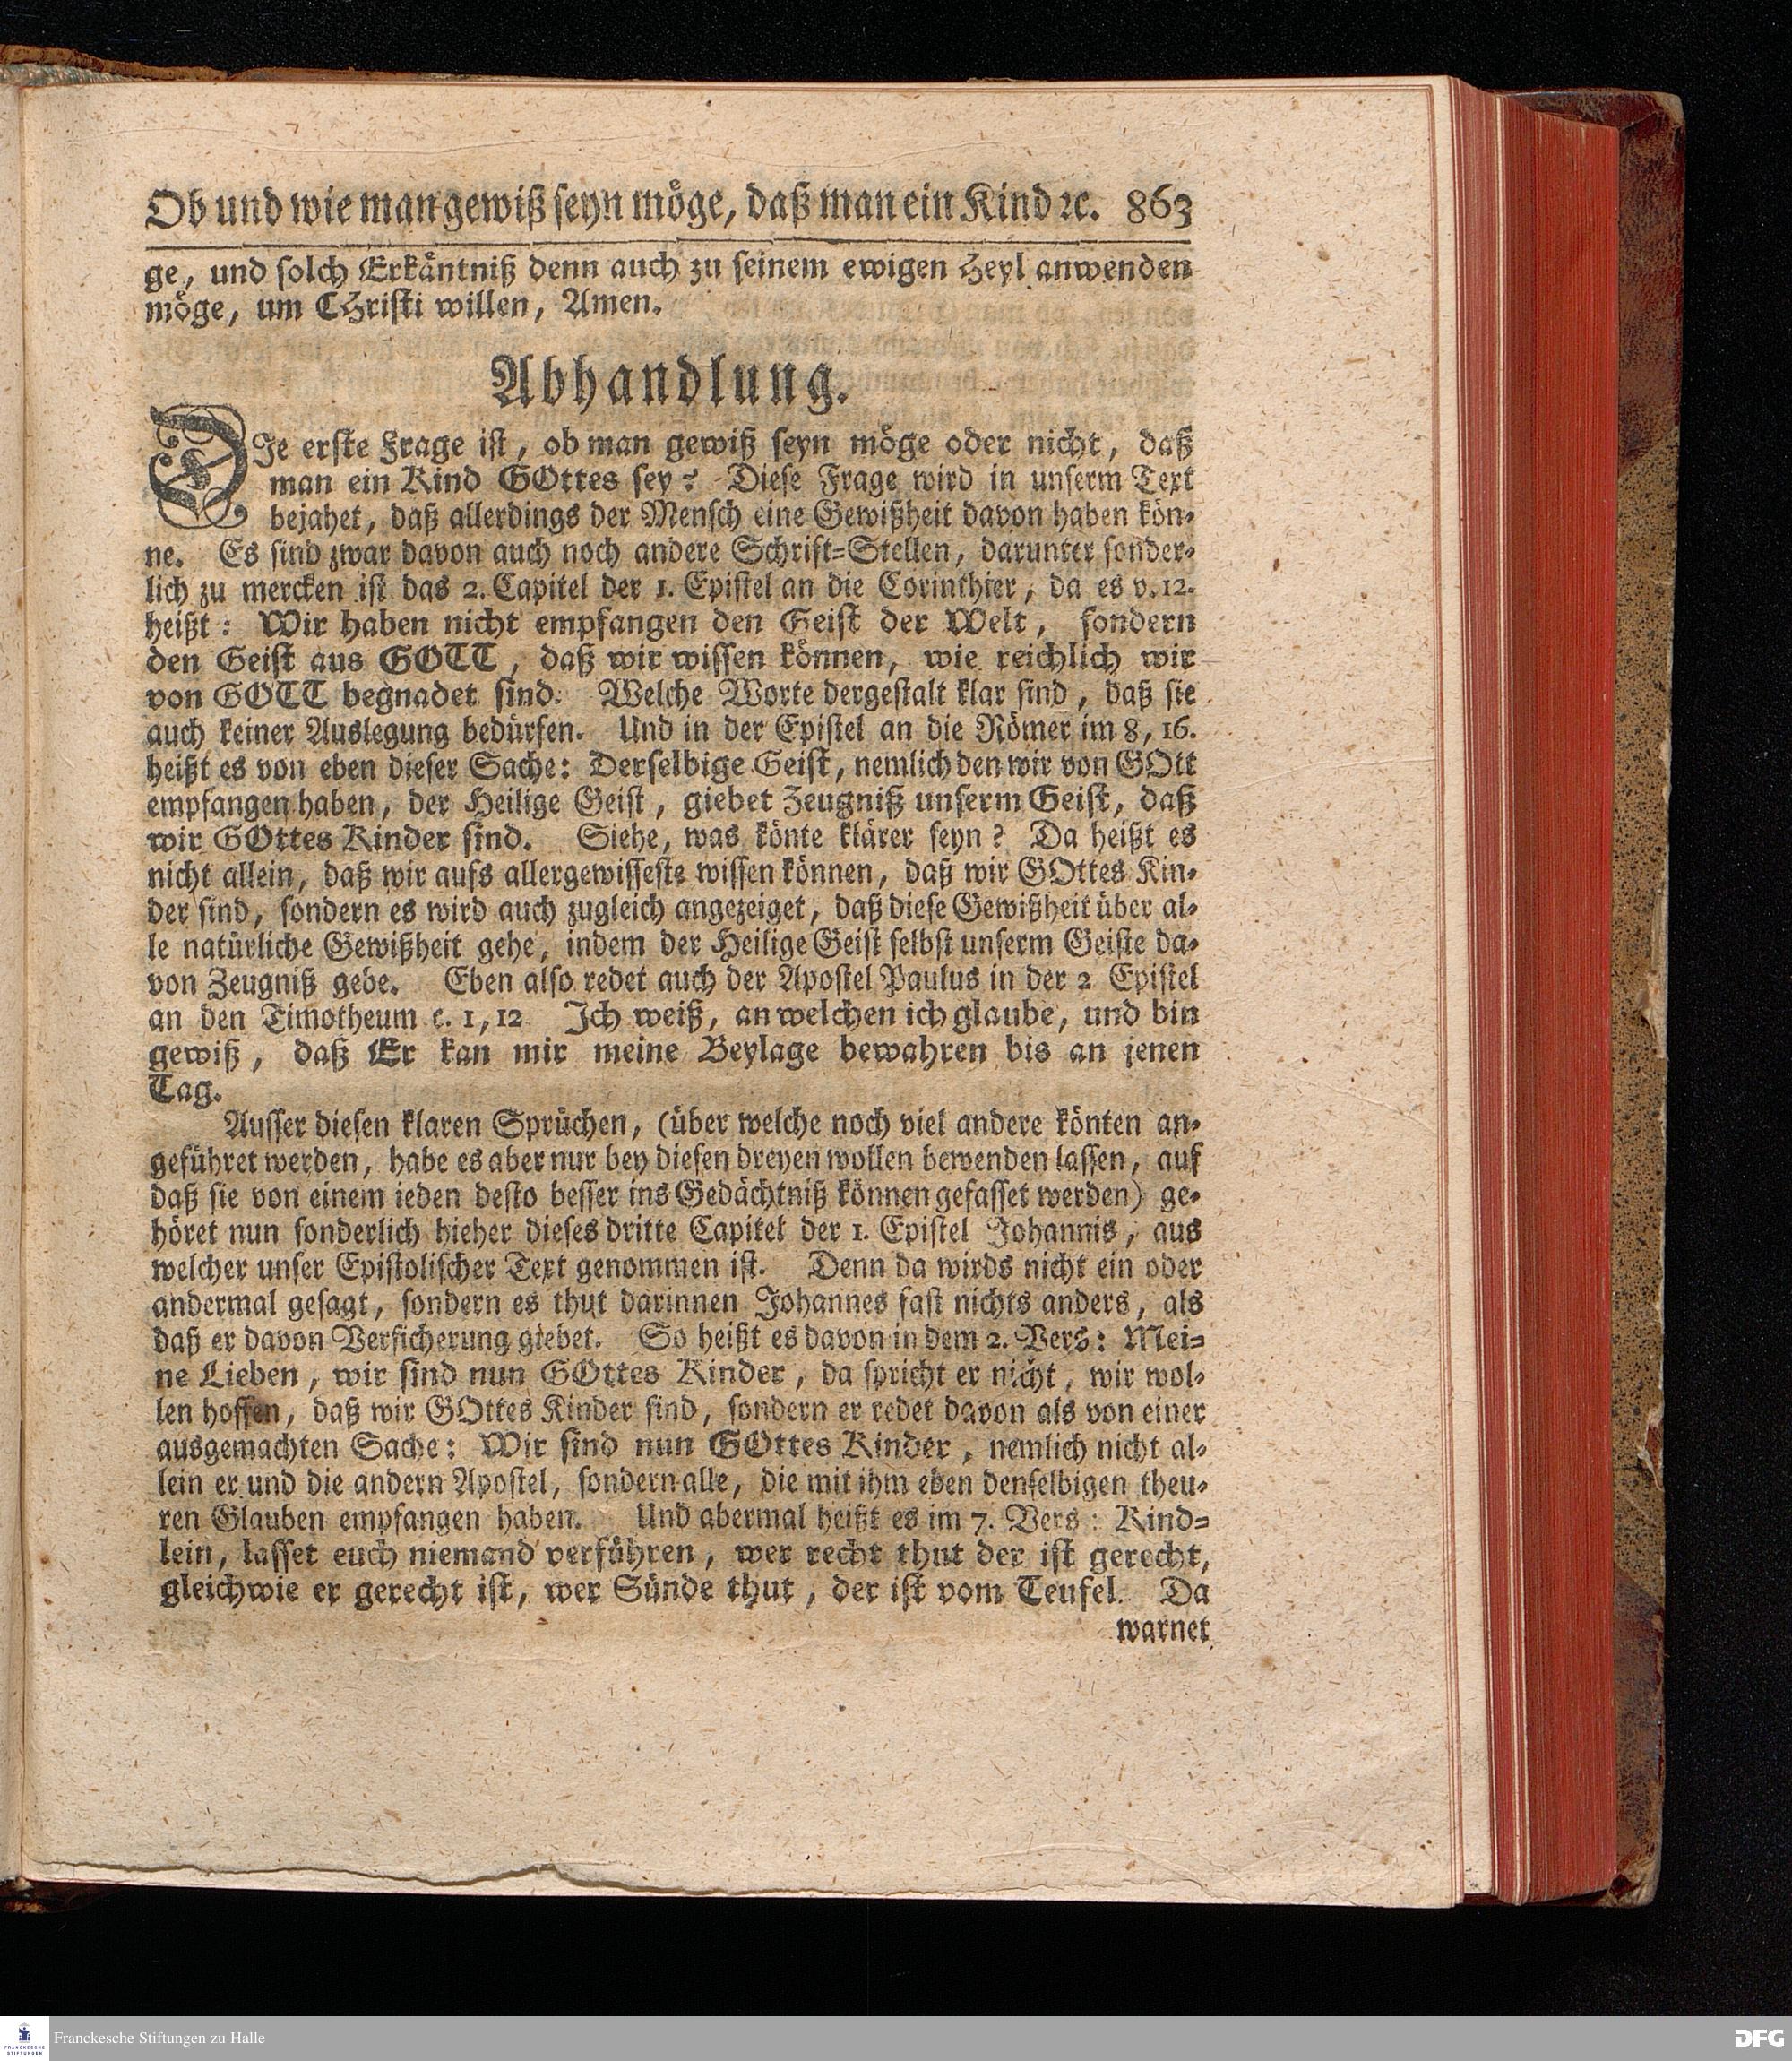 Ob und wie man gewiß seyn möge, daß man ein Kind ꝛc. 863
ge, und solch Erkäntniß denn auch zu seinem ewigen Heyl anwenden
möge, um CHristi willen, Amen.
Abhandlung.
DIe erste Frage ist, ob man gewiß seyn möge oder nicht, daß
man ein Kind GOttes sey? Diese Frage wird in unserm Text
bejahet, daß allerdings der Mensch eine Gewißheit davon haben kön-
ne. Es sind zwar davon auch noch andere Schrift-Stellen, darunter sonder-
lich zu mercken ist das 2. Capitel der 1. Epistel an die Corinthier, da es v. 12.
heißt: Wir haben nicht empfangen den Geist der Welt, sondern
den Geist aus GOTT, daß wir wissen können, wie reichlich wir
von GOTT begnadet sind. Welche Worte dergestalt klar sind, daß sie
auch keiner Auslegung bedürfen. Und in der Epistel an die Römer im 8, 16.
heißt es von eben dieser Sache: Derselbige Geist, nemlich den wir von GOtt
empfangen haben, der Heilige Geist, giebet Zeugniß unserm Geist, daß
wir GOttes Kinder sind. Siehe, was könte klärer seyn? Da heißt es
nicht allein, daß wir aufs allergewisseste wissen können, daß wir GOttes Kin-
der sind, sondern es wird auch zugleich angezeiget, daß diese Gewißheit über al-
le natürliche Gewißheit gehe, indem der Heilige Geist selbst unserm Geiste da-
von Zeugniß gebe. Eben also redet auch der Apostel Paulus in der 2 Epistel
an den Timotheum c. 1, 12 Ich weiß, an welchen ich glaube, und bin
gewiß, daß Er kan mir meine Beylage bewahren bis an jenen
Tag.
Ausser diesen klaren Sprüchen, (über welche noch viel andere könten an-
geführet werden, habe es aber nur bey diesen dreyen wollen bewenden lassen, auf
daß sie von einem ieden desto besser ins Gedächtniß können gefasset werden) ge-
höret nun sonderlich hieher dieses dritte Capitel der 1. Epistel Johannis, aus
welcher unser Epistolischer Text genommen ist. Denn da wirds nicht ein oder
andermal gesagt, sondern es thut darinnen Johannes fast nichts anders, als
daß er davon Versicherung giebet. So heißt es davon in dem 2. Vers: Mei-
ne Lieben, wir sind nun GOttes Kinder, da spricht er nicht, wir wol-
len hoffen, daß wir GOttes Kinder sind, sondern er redet davon als von einer
ausgemachten Sache: Wir sind nun GOttes Kinder, nemlich nicht al-
lein er und die andern Apostel, sondern alle, die mit ihm eben denselbigen theu-
ren Glauben empfangen haben. Und abermal heißt es im 7. Vers: Kind-
lein, lasset euch niemand verführen, wer recht thut der ist gerecht,
gleichwie er gerecht ist, wer Sünde thut, der ist vom Teufel. Da
warnet
FRANCKESCHE STIFTUNGEN
Franckesche Stiftungen zu Halle
DFG